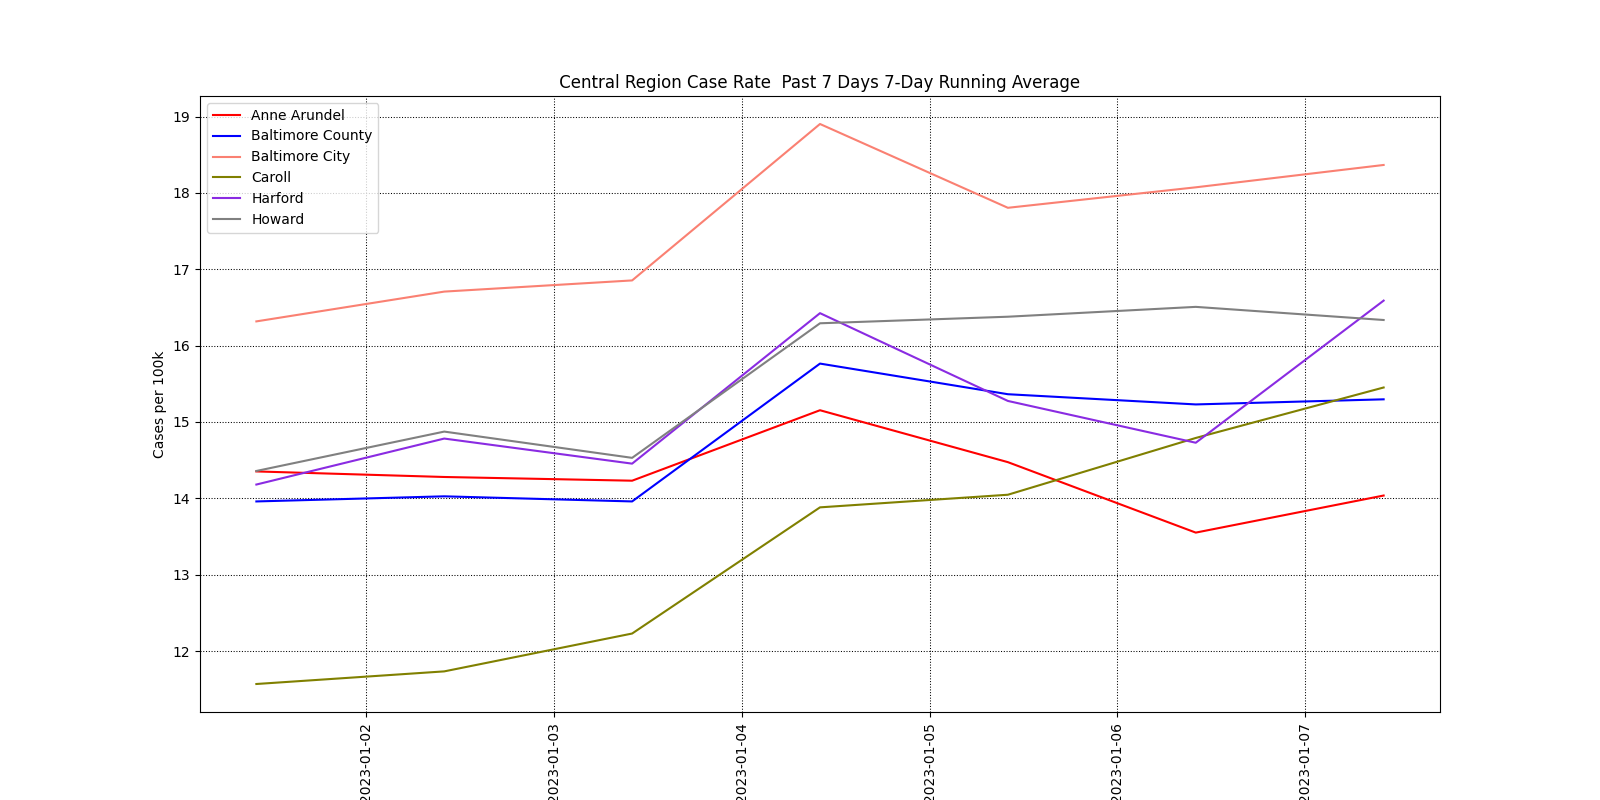 Central Region Case Rate  Past 7 Days 7-Day Running Average
Anne Arundel
Baltimore County
Baltimore City
Caroll
Harford
Howard
Cases per 100k
19
18
17
16
15
14
13
12
2023-01-02
2023-01-03
2023-01-04
2023-01-05
2023-01-06
2023-01-07